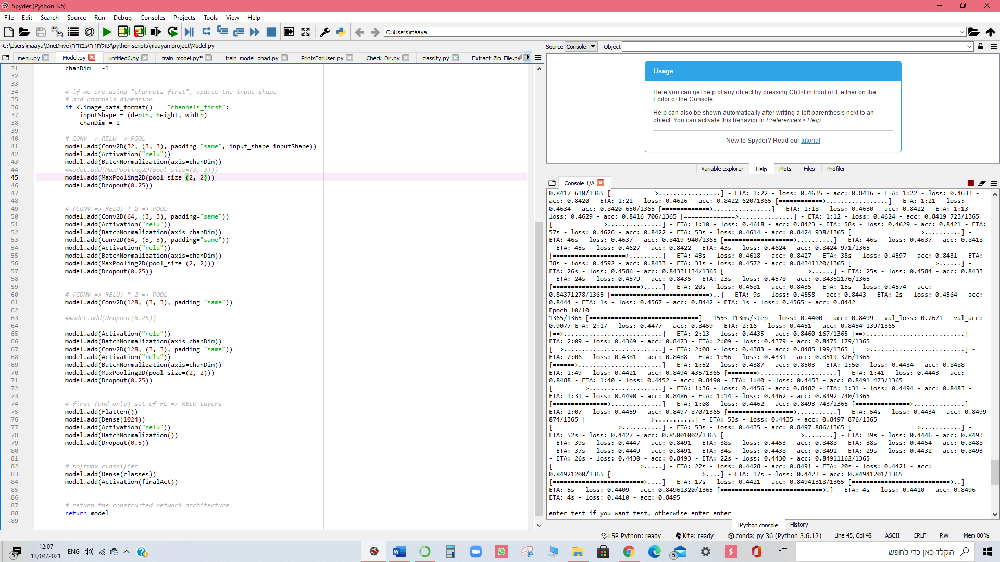 Spyder (Python 3.6)
File Edit Search Source Run Debug Consoles Projects Tools View Help
C:\Users\maaya
C:\Users\maaya\OneDrive\שולחן העבודה\python scripts\maayan project\Model.py
menu.py Model.py untitled6.py train_model.py* train_model_ohad.py PrintsForUser.py Check_Dir.py classify.py Extract_Zip_File.py
31 chanDim = -1
32
33
34 # if we are using "channels first", update the input shape
35 # and channels dimension
36 if K.image_data_format() == "channels_first":
37 inputShape = (depth, height, width)
38 chanDim = 1
39
40 # CONV => RELU => POOL
41 model.add(Conv2D(32, (3, 3), padding="same", input_shape=inputShape))
42 model.add(Activation("relu"))
43 model.add(BatchNormalization(axis=chanDim))
44 #model.add(MaxPooling2D(pool_size=(3, 3)))
45 model.add(MaxPooling2D(pool_size=(2, 2)))
46 model.add(Dropout(0.25))
47
48
49 # (CONV => RELU) * 2 => POOL
50 model.add(Conv2D(64, (3, 3), padding="same"))
51 model.add(Activation("relu"))
52 model.add(BatchNormalization(axis=chanDim))
53 model.add(Conv2D(64, (3, 3), padding="same"))
54 model.add(Activation("relu"))
55 model.add(BatchNormalization(axis=chanDim))
56 model.add(MaxPooling2D(pool_size=(2, 2)))
57 model.add(Dropout(0.25))
58
59
60 # (CONV => RELU) * 2 => POOL
61 model.add(Conv2D(128, (3, 3), padding="same"))
62
63 #model.add(Dropout(0.25))
64
65 model.add(Activation("relu"))
66 model.add(BatchNormalization(axis=chanDim))
67 model.add(Conv2D(128, (3, 3), padding="same"))
68 model.add(Activation("relu"))
69 model.add(BatchNormalization(axis=chanDim))
70 model.add(MaxPooling2D(pool_size=(2, 2)))
71 model.add(Dropout(0.25))
72
73
74 # first (and only) set of FC => RELU layers
75 model.add(Flatten())
76 model.add(Dense(1024))
77 model.add(Activation("relu"))
78 model.add(BatchNormalization())
79 model.add(Dropout(0.5))
80
81
82 # softmax classifier
83 model.add(Dense(classes))
84 model.add(Activation(finalAct))
85
86
87 # return the constructed network architecture
88 return model
89
Source Console Object
Usage
Here you can get help of any object by pressing Ctrl+I in front of it, either on the
Editor or the Console.
Help can also be shown automatically after writing a left parenthesis next to an
object. You can activate this behavior in Preferences > Help.
New to Spyder? Read our tutorial
Variable explorer Help Plots Files Profiler
Console 1/A
0.8417 610/1365 [============>.................] - ETA: 1:22 - loss: 0.4635 - acc: 0.8416 - ETA: 1:22 - loss: 0.4633 -
acc: 0.8420 - ETA: 1:21 - loss: 0.4626 - acc: 0.8422 620/1365 [============>.................] - ETA: 1:21 - loss:
0.4634 - acc: 0.8420 650/1365 [=============>................] - ETA: 1:18 - loss: 0.4630 - acc: 0.8422 - ETA: 1:13 -
loss: 0.4629 - acc: 0.8416 706/1365 [==============>...............] - ETA: 1:12 - loss: 0.4624 - acc: 0.8419 723/1365
[==============>...............] - ETA: 1:10 - loss: 0.4618 - acc: 0.8423 - ETA: 58s - loss: 0.4629 - acc: 0.8421 - ETA:
57s - loss: 0.4626 - acc: 0.8422 - ETA: 53s - loss: 0.4614 - acc: 0.8424 938/1365 [===================>..........] -
ETA: 46s - loss: 0.4637 - acc: 0.8419 940/1365 [===================>..........] - ETA: 46s - loss: 0.4637 - acc: 0.8418
- ETA: 45s - loss: 0.4627 - acc: 0.8422 - ETA: 43s - loss: 0.4624 - acc: 0.8424 971/1365
[====================>.........] - ETA: 43s - loss: 0.4618 - acc: 0.8427 - ETA: 38s - loss: 0.4597 - acc: 0.8431 - ETA:
38s - loss: 0.4592 - acc: 0.8433 - ETA: 31s - loss: 0.4572 - acc: 0.84341120/1365 [=======================>......] -
ETA: 26s - loss: 0.4586 - acc: 0.84331134/1365 [=======================>......] - ETA: 25s - loss: 0.4584 - acc: 0.8433
- ETA: 24s - loss: 0.4579 - acc: 0.8435 - ETA: 23s - loss: 0.4578 - acc: 0.84351176/1365
[========================>.....] - ETA: 20s - loss: 0.4581 - acc: 0.8435 - ETA: 15s - loss: 0.4574 - acc:
0.84371278/1365 [===========================>..] - ETA: 9s - loss: 0.4558 - acc: 0.8443 - ETA: 2s - loss: 0.4564 - acc:
0.8444 - ETA: 1s - loss: 0.4567 - acc: 0.8442 - ETA: 1s - loss: 0.4565 - acc: 0.8442
Epoch 10/10
1365/1365 [==============================] - 155s 113ms/step - loss: 0.4400 - acc: 0.8499 - val_loss: 0.2671 - val_acc:
0.9077 ETA: 2:17 - loss: 0.4477 - acc: 0.8459 - ETA: 2:16 - loss: 0.4451 - acc: 0.8454 139/1365
[==>...........................] - ETA: 2:13 - loss: 0.4435 - acc: 0.8460 167/1365 [==>...........................] -
ETA: 2:09 - loss: 0.4369 - acc: 0.8473 - ETA: 2:09 - loss: 0.4379 - acc: 0.8475 179/1365
[==>...........................] - ETA: 2:08 - loss: 0.4383 - acc: 0.8485 199/1365 [===>..........................] -
ETA: 2:06 - loss: 0.4381 - acc: 0.8488 - ETA: 1:56 - loss: 0.4331 - acc: 0.8519 326/1365
[======>.......................] - ETA: 1:52 - loss: 0.4387 - acc: 0.8503 - ETA: 1:50 - loss: 0.4434 - acc: 0.8488 -
ETA: 1:49 - loss: 0.4421 - acc: 0.8494 435/1365 [========>.....................] - ETA: 1:41 - loss: 0.4443 - acc:
0.8488 - ETA: 1:40 - loss: 0.4452 - acc: 0.8490 - ETA: 1:40 - loss: 0.4453 - acc: 0.8491 473/1365
[=========>....................] - ETA: 1:36 - loss: 0.4456 - acc: 0.8482 - ETA: 1:31 - loss: 0.4494 - acc: 0.8483 -
ETA: 1:31 - loss: 0.4490 - acc: 0.8486 - ETA: 1:14 - loss: 0.4462 - acc: 0.8492 740/1365
[===============>..............] - ETA: 1:08 - loss: 0.4462 - acc: 0.8493 743/1365 [===============>..............] -
ETA: 1:07 - loss: 0.4459 - acc: 0.8497 870/1365 [==================>...........] - ETA: 54s - loss: 0.4434 - acc: 0.8499
874/1365 [==================>...........] - ETA: 53s - loss: 0.4435 - acc: 0.8497 876/1365
[==================>...........] - ETA: 53s - loss: 0.4435 - acc: 0.8497 886/1365 [==================>...........] -
ETA: 52s - loss: 0.4427 - acc: 0.85001002/1365 [=====================>........] - ETA: 39s - loss: 0.4446 - acc: 0.8493
- ETA: 39s - loss: 0.4447 - acc: 0.8491 - ETA: 38s - loss: 0.4453 - acc: 0.8488 - ETA: 38s - loss: 0.4454 - acc: 0.8488
- ETA: 37s - loss: 0.4449 - acc: 0.8491 - ETA: 34s - loss: 0.4438 - acc: 0.8491 - ETA: 29s - loss: 0.4432 - acc: 0.8493
- ETA: 26s - loss: 0.4430 - acc: 0.8493 - ETA: 22s - loss: 0.4430 - acc: 0.84911162/1365
[========================>.....] - ETA: 22s - loss: 0.4428 - acc: 0.8491 - ETA: 20s - loss: 0.4421 - acc:
0.84921200/1365 [=========================>....] - ETA: 17s - loss: 0.4423 - acc: 0.84941201/1365
[=========================>....] - ETA: 17s - loss: 0.4421 - acc: 0.84941318/1365 [===========================>..] -
ETA: 5s - loss: 0.4409 - acc: 0.84961320/1365 [============================>.] - ETA: 4s - loss: 0.4410 - acc: 0.8496 -
ETA: 4s - loss: 0.4410 - acc: 0.8495
enter test if you want test, otherwise enter enter
IPython console History
LSP Python: ready Kite: ready conda: py 36 (Python 3.6.12) Line 45, Col 48 ASCII CRLF RW Mem 80%
5 12:07 13/04/2021 ENG 5 הקלד כאן כדי לחפש